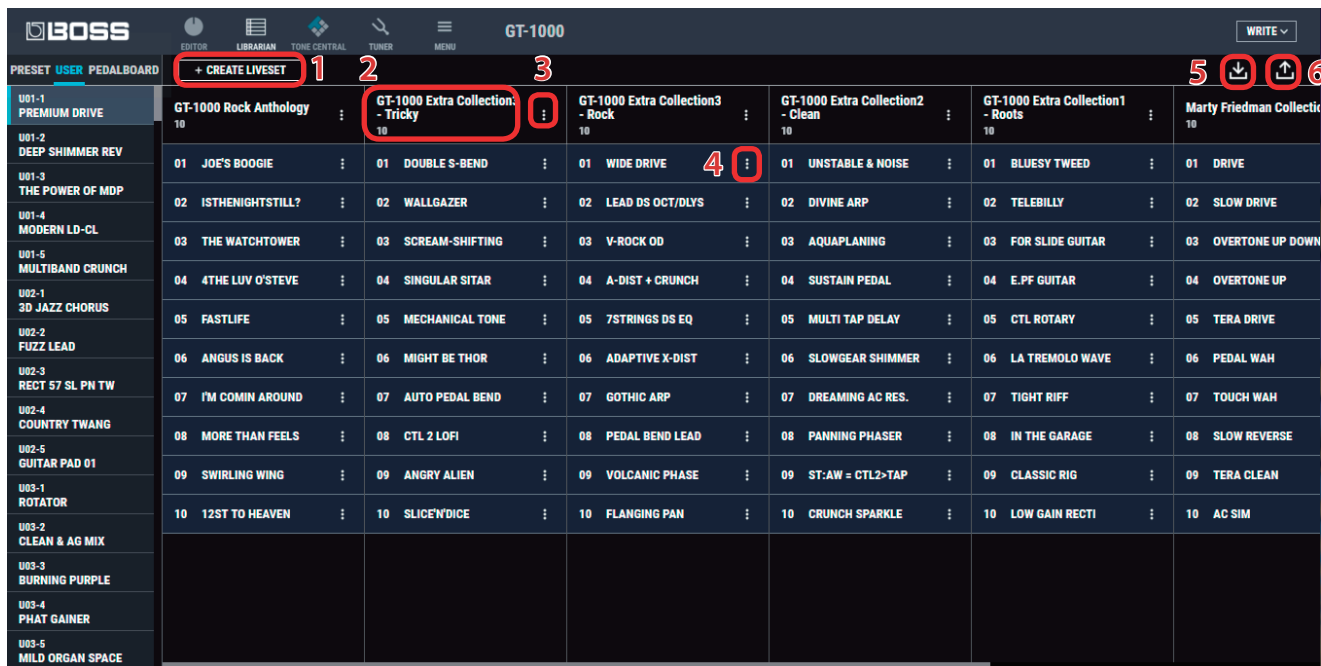 BOSS
EDITOR
LIBRARIAN
TONE CENTRAL
TUNER
MENU
GT-1000
WRITE
PRESET USER PEDALBOARD
+ CREATE LIVESET
1
2
3
5
6
U01-1
PREMIUM DRIVE
U01-2
DEEP SHIMMER REV
U01-3
THE POWER OF MDP
U01-4
MODERN LD-CL
U01-5
MULTIBAND CRUNCH
U02-1
3D JAZZ CHORUS
U02-2
FUZZ LEAD
U02-3
RECT 57 SL PN TW
U02-4
COUNTRY TWANG
U02-5
GUITAR PAD 01
U03-1
ROTATOR
U03-2
CLEAN & AG MIX
U03-3
BURNING PURPLE
U03-4
PHAT GAINER
U03-5
MILD ORGAN SPACE
GT-1000 Rock Anthology
10
01 JOE'S BOOGIE
02 ISTHENIGHTSTILL?
03 THE WATCHTOWER
04 4THE LUV O'STEVE
05 FASTLIFE
06 ANGUS IS BACK
07 I'M COMIN AROUND
08 MORE THAN FEELS
09 SWIRLING WING
10 12ST TO HEAVEN
GT-1000 Extra Collection3
- Tricky
10
01 DOUBLE S-BEND
02 WALLGAZER
03 SCREAM-SHIFTING
04 SINGULAR SITAR
05 MECHANICAL TONE
06 MIGHT BE THOR
07 AUTO PEDAL BEND
08 CTL 2 LOFI
09 ANGRY ALIEN
10 SLICE'N'DICE
GT-1000 Extra Collection3
- Rock
10
01 WIDE DRIVE
4
02 LEAD DS OCT/DLYS
03 V-ROCK OD
04 A-DIST + CRUNCH
05 7STRINGS DS EQ
06 ADAPTIVE X-DIST
07 GOTHIC ARP
08 PEDAL BEND LEAD
09 VOLCANIC PHASE
10 FLANGING PAN
GT-1000 Extra Collection2
- Clean
10
01 UNSTABLE & NOISE
02 DIVINE ARP
03 AQUAPLANING
04 SUSTAIN PEDAL
05 MULTI TAP DELAY
06 SLOWGEAR SHIMMER
07 DREAMING AC RES.
08 PANNING PHASER
09 ST:AW = CTL2>TAP
10 CRUNCH SPARKLE
GT-1000 Extra Collection1
- Roots
10
01 BLUESY TWEED
02 TELEBILLY
03 FOR SLIDE GUITAR
04 E.PF GUITAR
05 CTL ROTARY
06 LA TREMOLO WAVE
07 TIGHT RIFF
08 IN THE GARAGE
09 CLASSIC RIG
10 LOW GAIN RECTI
Marty Friedman Collectio
10
01 DRIVE
02 SLOW DRIVE
03 OVERTONE UP DOWN
04 OVERTONE UP
05 TERA DRIVE
06 PEDAL WAH
07 TOUCH WAH
08 SLOW REVERSE
09 TERA CLEAN
10 AC SIM